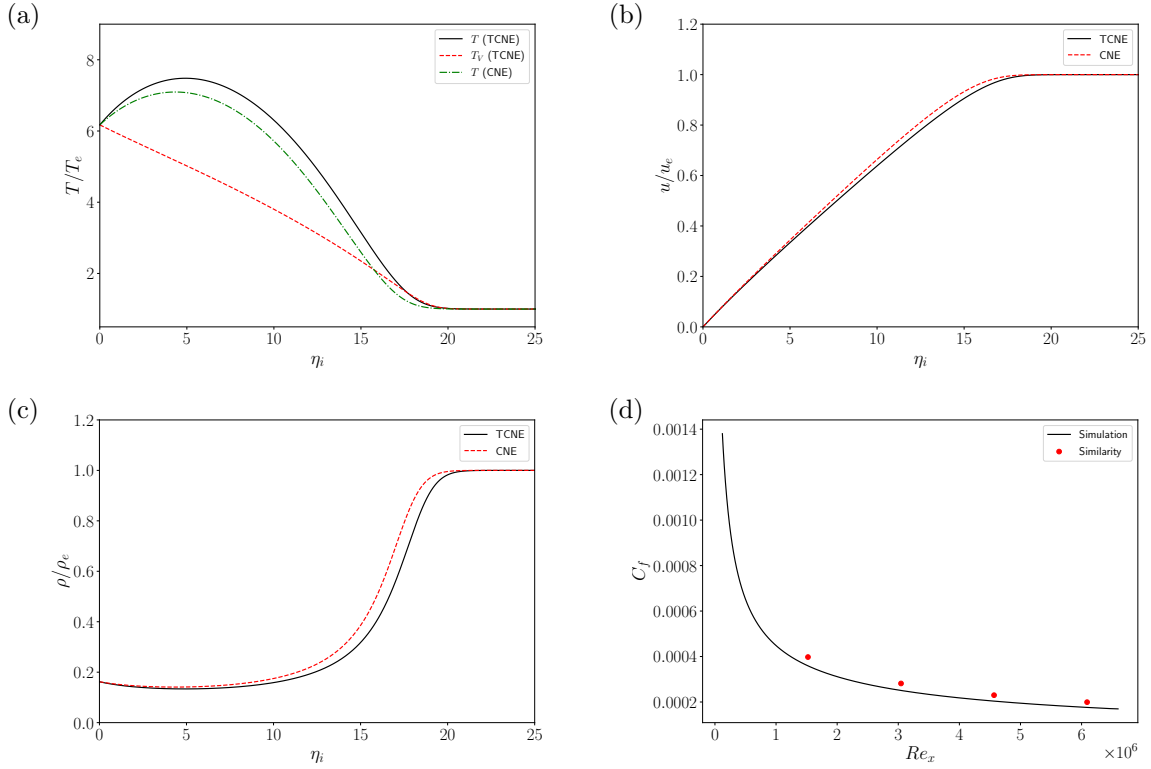 (a)
T/T_e
8
6
4
2
0
5
10
15
20
25
η_i
T (TCNE)
T_V (TCNE)
T (CNE)
(b)
u/u_e
1.2
1.0
0.8
0.6
0.4
0.2
0.0
0
5
10
15
20
25
η_i
TCNE
CNE
(c)
ρ/ρ_e
1.2
1.0
0.8
0.6
0.4
0.2
0.0
0
5
10
15
20
25
η_i
TCNE
CNE
(d)
C_f
0.0014
0.0012
0.0010
0.0008
0.0006
0.0004
0.0002
0
1
2
3
4
5
6
Re_x
×10^6
Simulation
Similarity